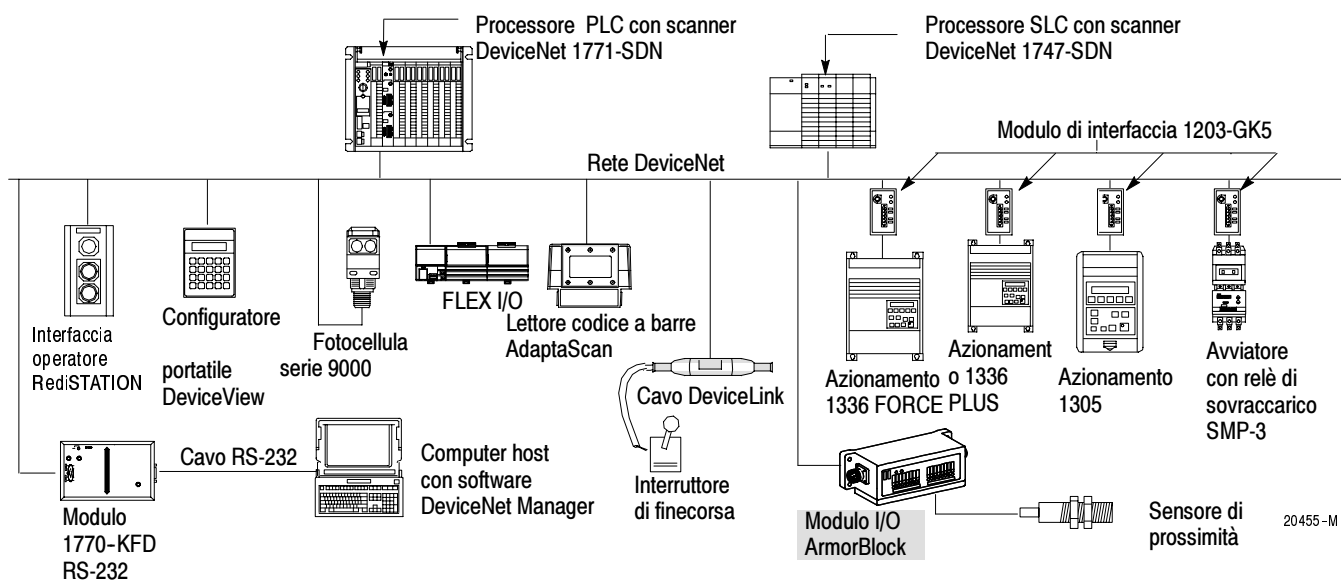 Processore PLC con scanner
DeviceNet 1771-SDN
Processore SLC con scanner
DeviceNet 1747-SDN
Modulo di interfaccia 1203-GK5
Rete DeviceNet
Interfaccia
operatore
RediSTATION
Configuratore
portatile
DeviceView
Fotocellula
serie 9000
FLEX I/O
Lettore codice a barre
AdaptaScan
Cavo DeviceLink
Azionamento
1336 FORCE
Azionament
o 1336
PLUS
Azionamento
1305
Avviatore
con relè di
sovraccarico
SMP-3
Modulo
1770-KFD
RS-232
Cavo RS-232
Computer host
con software
DeviceNet Manager
Interruttore
di finecorsa
Modulo I/O
ArmorBlock
Sensore di
prossimità
20455-M